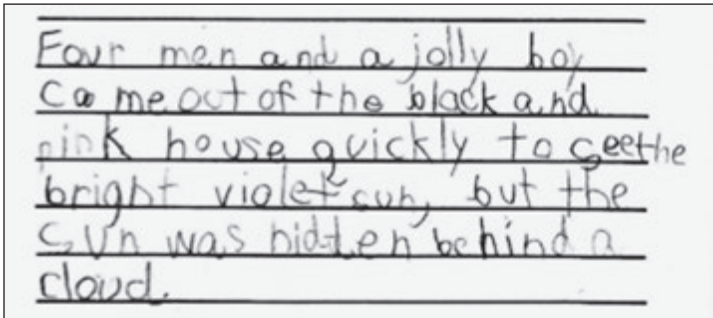 Four men and a jolly boy
Came out of the black and
pink house quickly to see the
bright violet sun, but the
sun was hidden behind a
cloud.